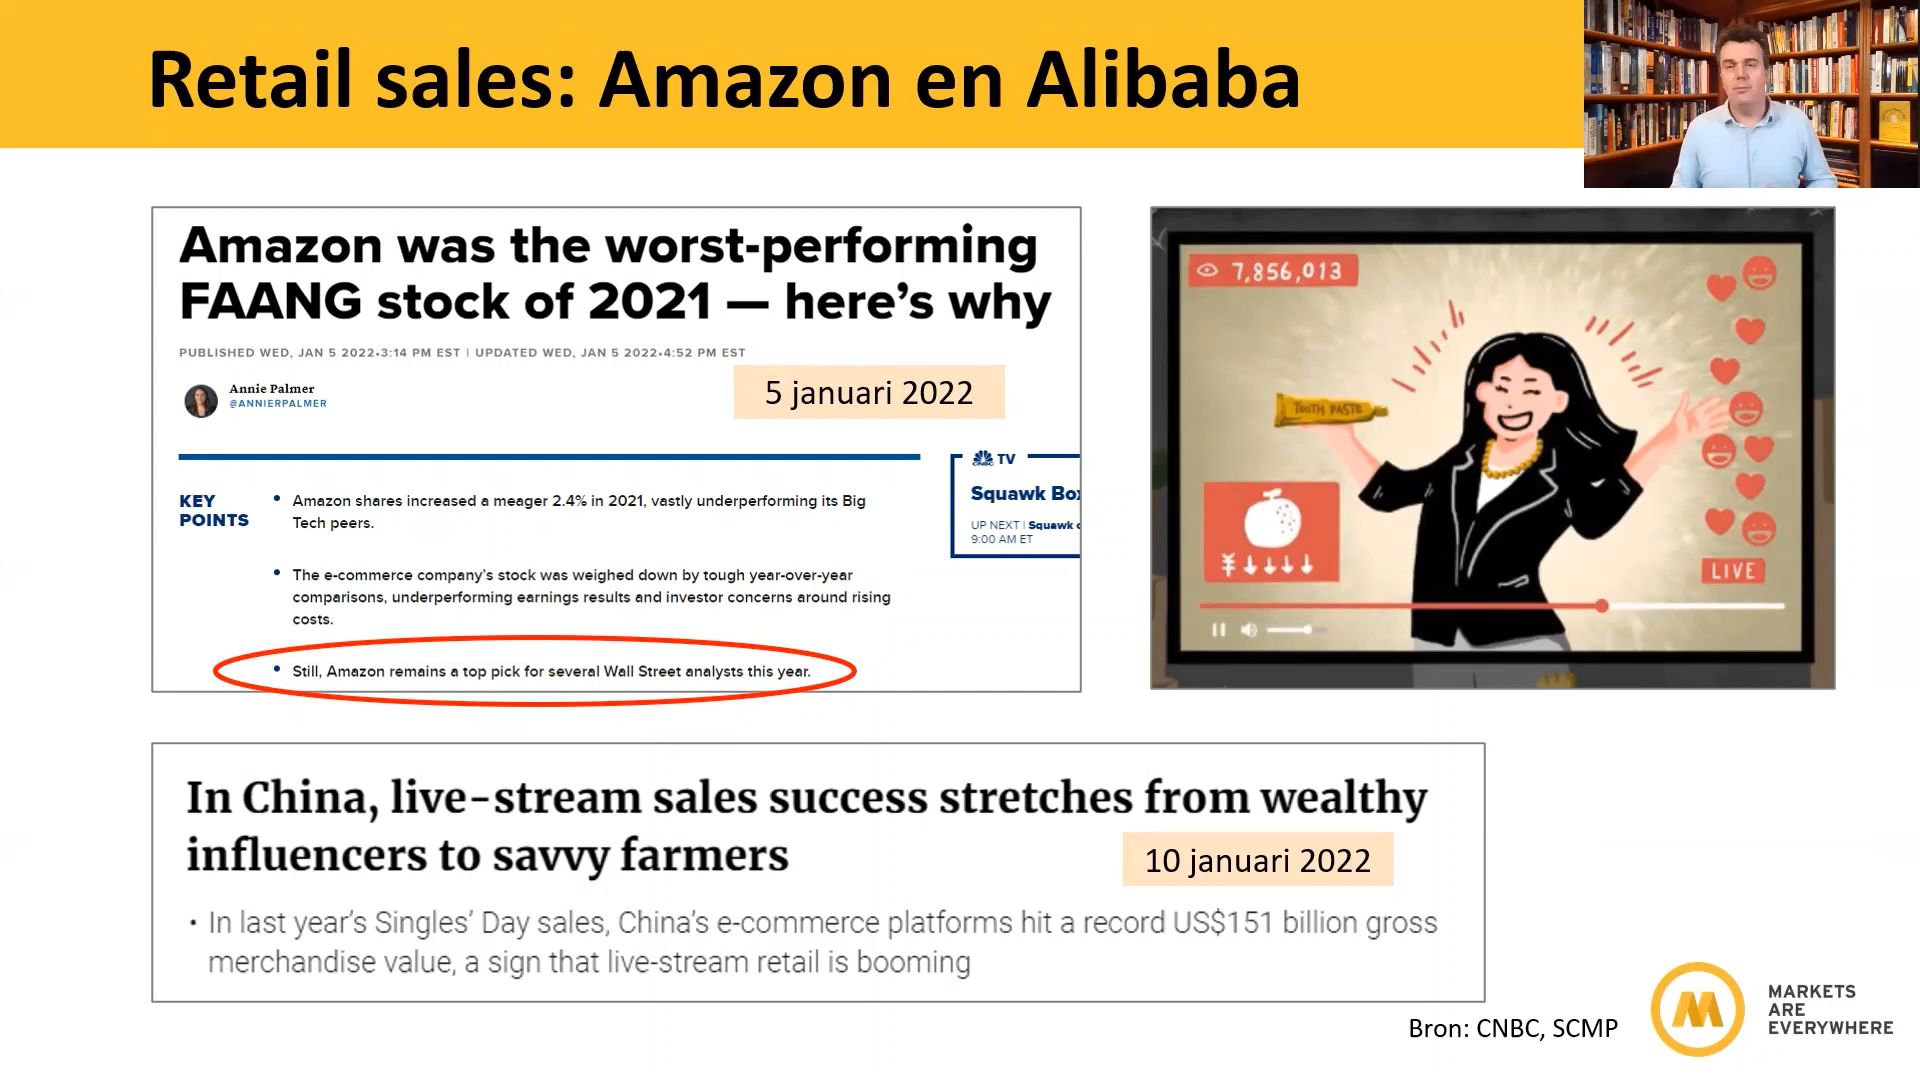 Retail sales: Amazon en Alibaba
Amazon was the worst-performing
FAANG stock of 2021 — here's why
PUBLISHED WED, JAN 5 2022•3:14 PM EST | UPDATED WED, JAN 5 2022•4:52 PM EST
Annie Palmer
@ANNIERPALMER
5 januari 2022
KEY
POINTS
• Amazon shares increased a meager 2.4% in 2021, vastly underperforming its Big
Tech peers.
• The e-commerce company's stock was weighed down by tough year-over-year
comparisons, underperforming earnings results and investor concerns around rising
costs.
• Still, Amazon remains a top pick for several Wall Street analysts this year.
CNBC TV
Squawk Box
UP NEXT | Squawk
9:00 AM ET
7,856,013
TOOTH PASTE
¥↓↓↓↓
LIVE
In China, live-stream sales success stretches from wealthy
influencers to savvy farmers
10 januari 2022
• In last year's Singles' Day sales, China's e-commerce platforms hit a record US$151 billion gross
merchandise value, a sign that live-stream retail is booming
Bron: CNBC, SCMP
MARKETS
ARE
EVERYWHERE